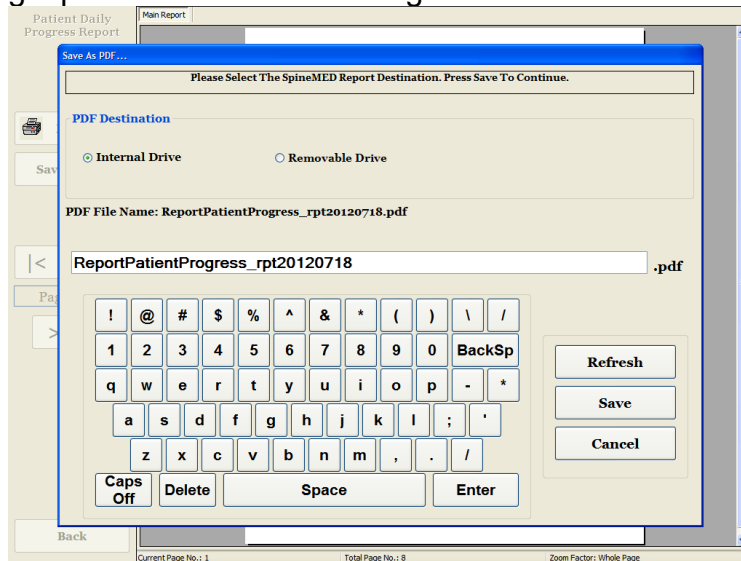 Patient Daily
Progress Report
Main Report
Save As PDF...
Please Select The SpineMED Report Destination. Press Save To Continue.
PDF Destination
Internal Drive
Removable Drive
Sav
PDF File Name: ReportPatientProgress_rpt20120718.pdf
|<
ReportPatientProgress_rpt20120718
.pdf
Pag
>
! @ # $ % ^ & * ( ) \ /
1 2 3 4 5 6 7 8 9 0 BackSp
q w e r t y u i o p - *
a s d f g h j k l ; '
z x c v b n m , . /
Caps Off Delete Space Enter
Refresh
Save
Cancel
Back
Current Page No.: 1
Total Page No.: 8
Zoom Factor: Whole Page